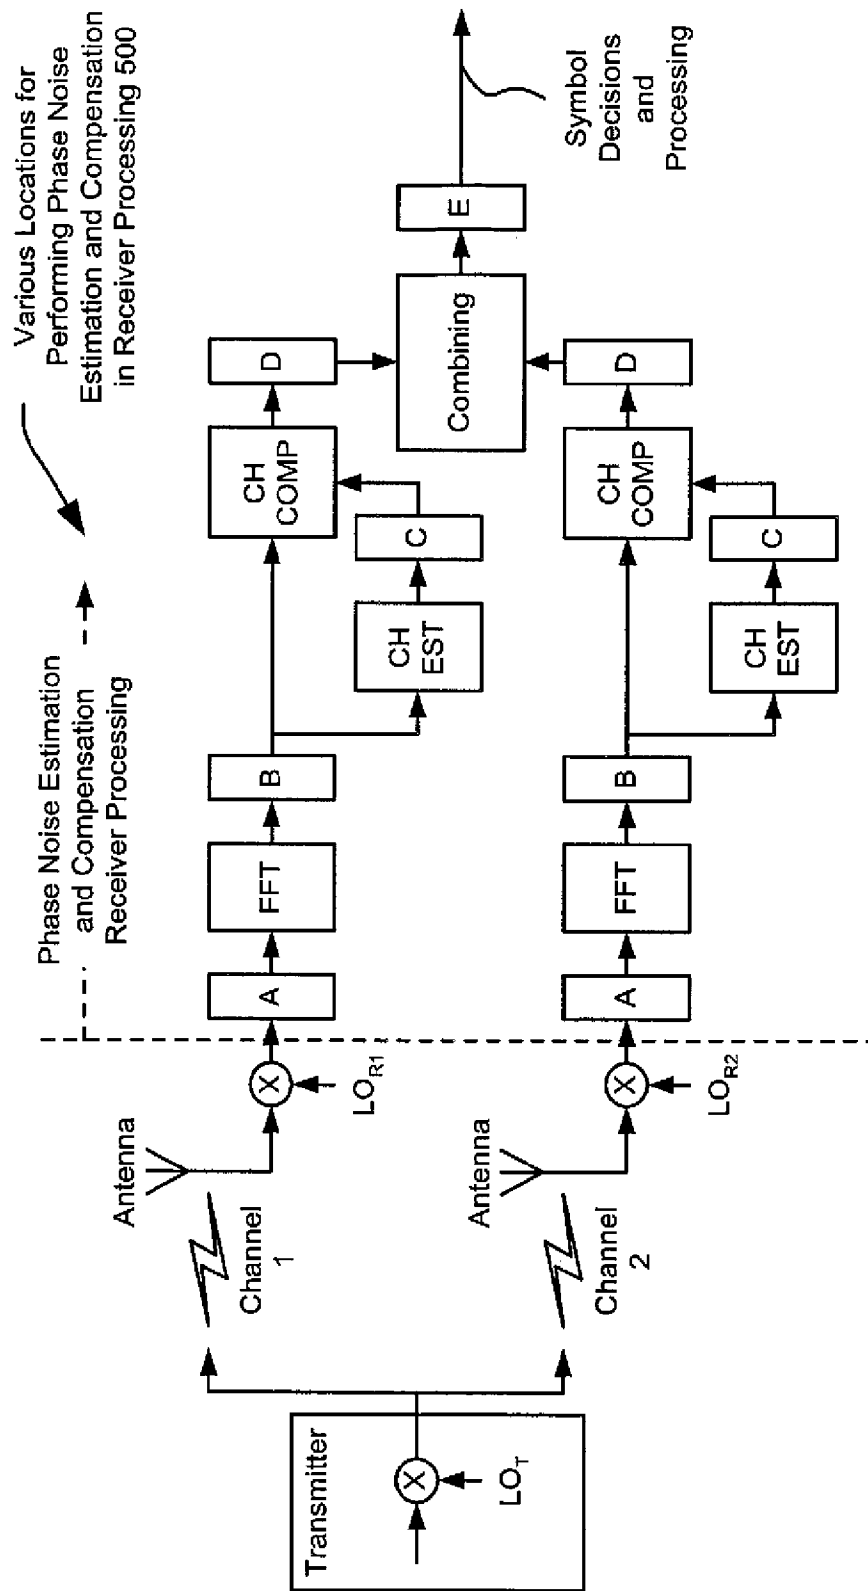 Various Locations for
Performing Phase Noise
Estimation and Compensation
in Receiver Processing 500
Phase Noise Estimation
and Compensation
Receiver Processing
Transmitter
X
LO_T
Channel
1
Antenna
X
LO_R1
A
FFT
B
CH
EST
C
CH
COMP
D
Channel
2
Antenna
X
LO_R2
A
FFT
B
CH
EST
C
CH
COMP
D
Combining
E
Symbol
Decisions
and
Processing